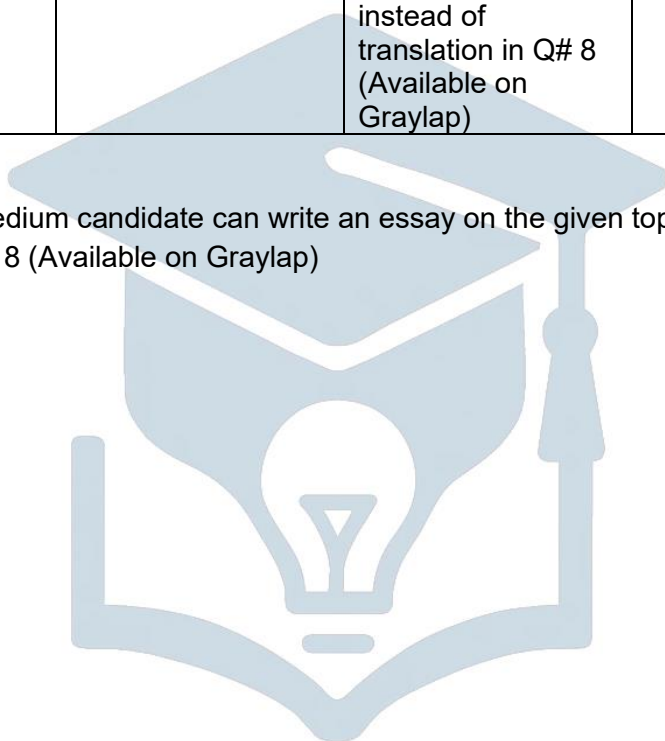 instead of
translation in Q# 8
(Available on
Graylap)
medium candidate can write an essay on the given top
8 (Available on Graylap)